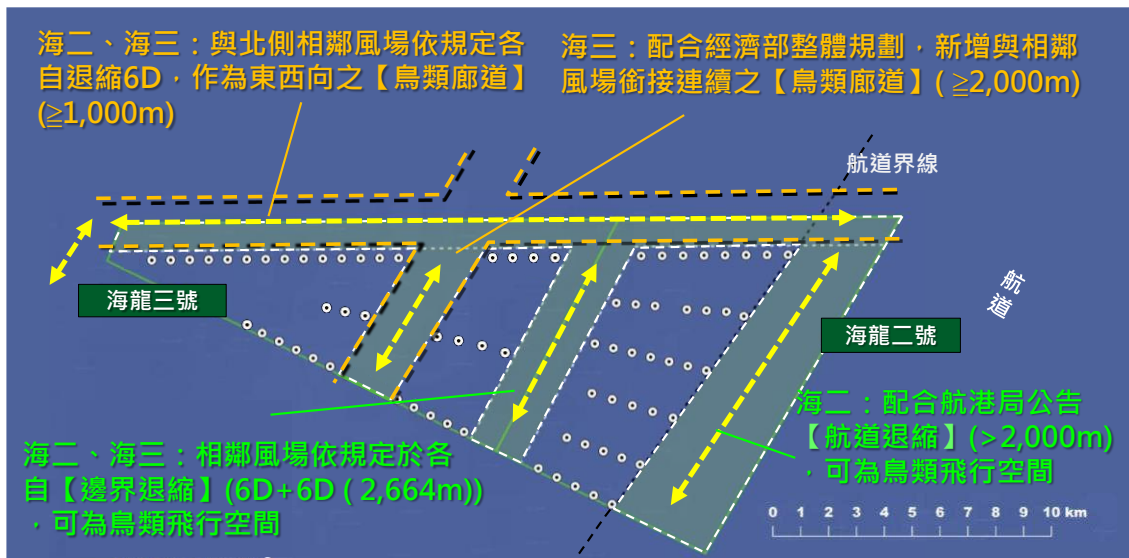 海二、海三：與北側相鄰風場依規定各
自退縮6D，作為東西向之【鳥類廊道】
(≧1,000m)
海三：配合經濟部整體規劃，新增與相鄰
風場銜接連續之【鳥類廊道】( ≧2,000m)
航道界線
航道
海龍三號
海龍二號
海二：配合航港局公告
【航道退縮】(＞2,000m)
，可為鳥類飛行空間
海二、海三：相鄰風場依規定於各
自【邊界退縮】(6D+6D ( 2,664m))
，可為鳥類飛行空間
0 1 2 3 4 5 6 7 8 9 10 km